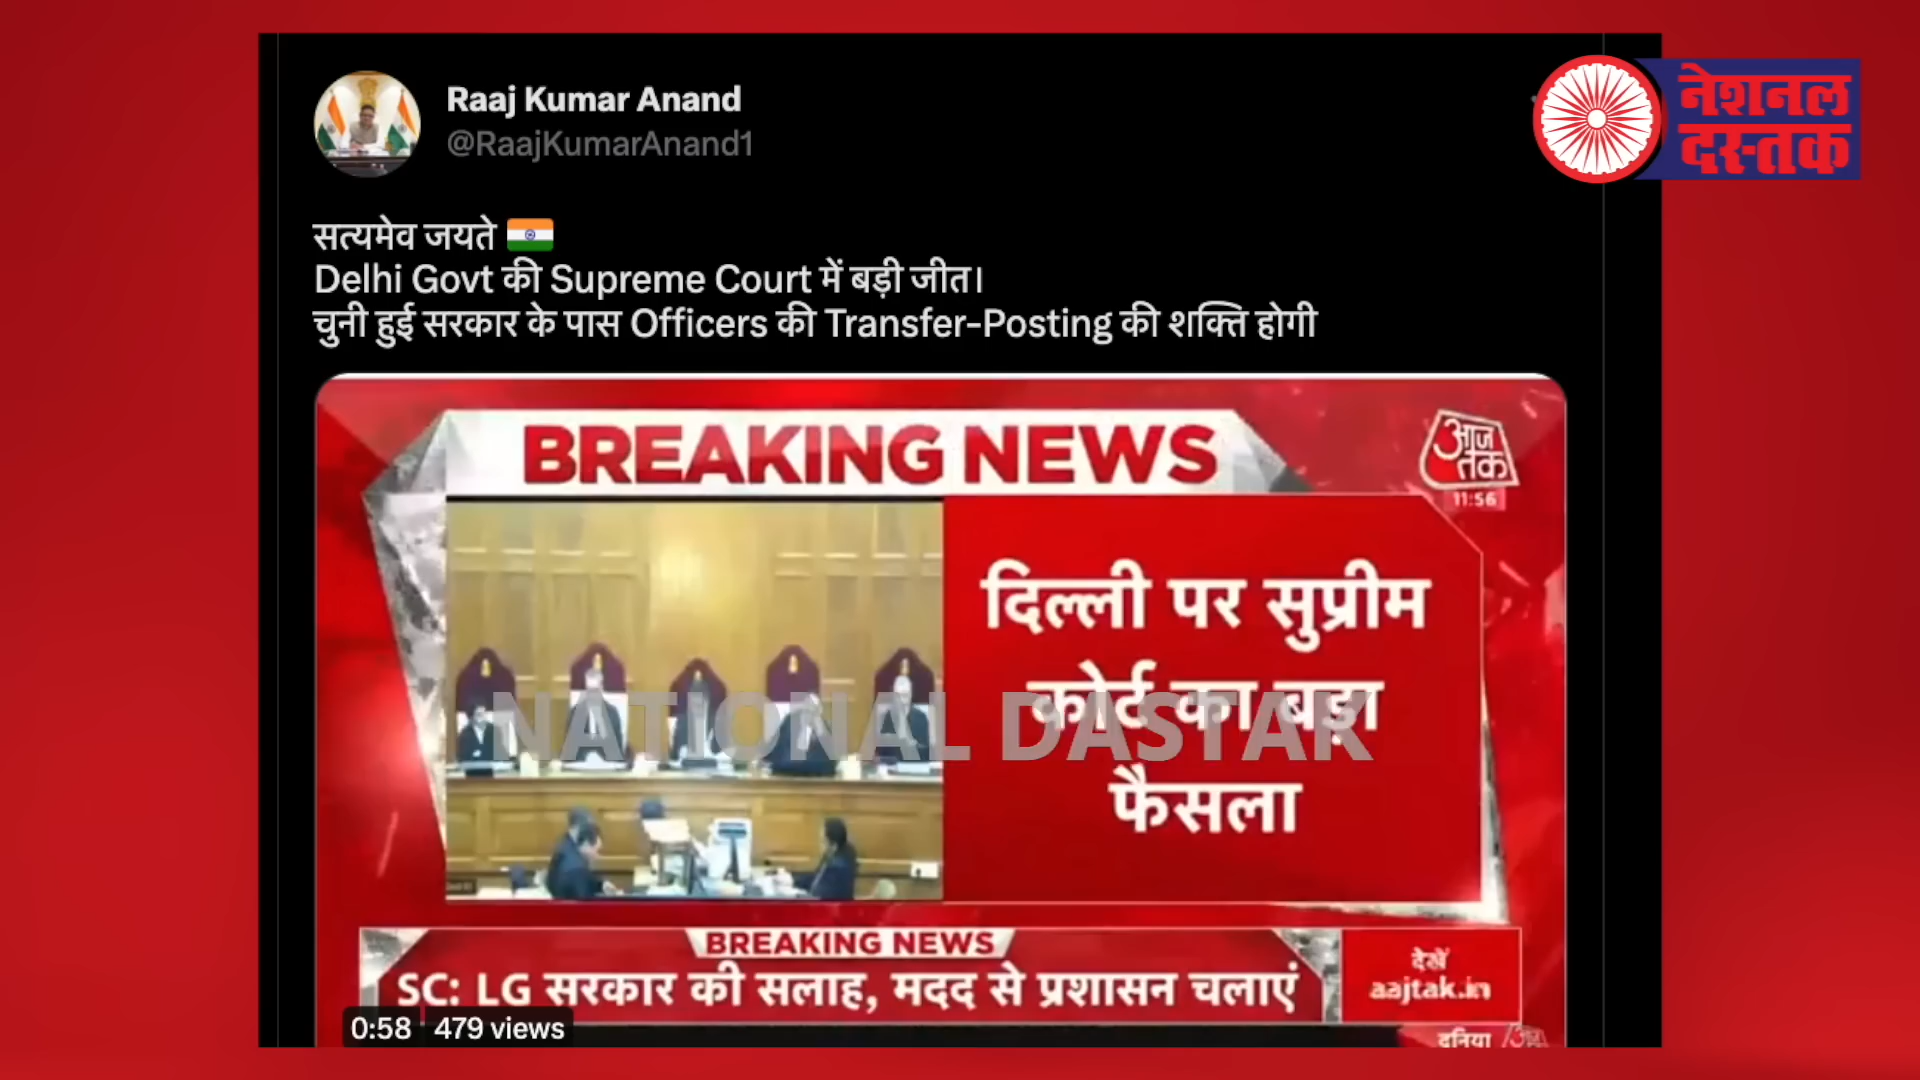 Raaj Kumar Anand
@RaajKumarAnand1
नेशनल
दस्तक
सत्यमेव जयते
Delhi Govt की Supreme Court में बड़ी जीत।
चुनी हुई सरकार के पास Officers की Transfer-Posting की शक्ति होगी
BREAKING NEWS
आज
तक
11:56
दिल्ली पर सुप्रीम
कोर्ट का बड़ा
फैसला
NATIONAL DASTAK
BREAKING NEWS
SC: LG सरकार की सलाह, मदद से प्रशासन चलाएं
देखें
aajtak.in
0:58 479 views
दुनिया